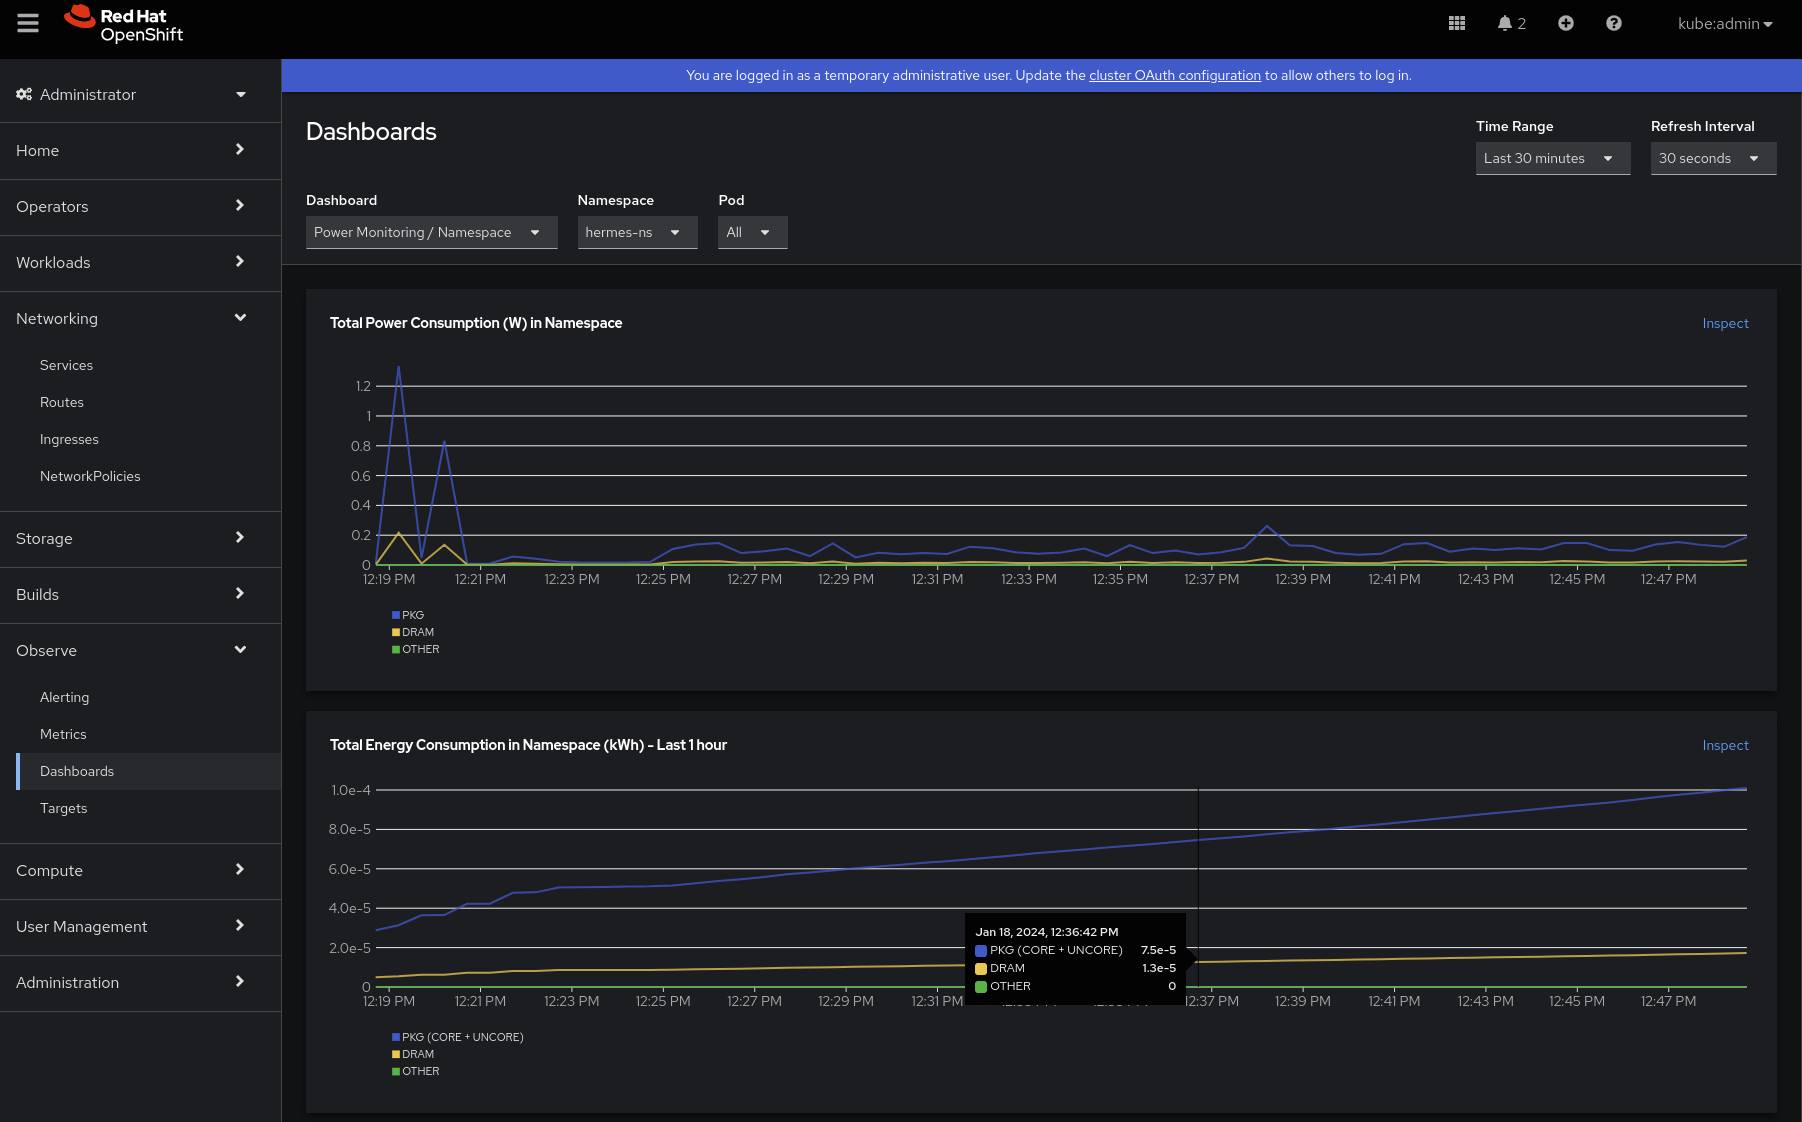 Red Hat
OpenShift
2
kube:admin
You are logged in as a temporary administrative user. Update the cluster OAuth configuration to allow others to log in.
Administrator
Home
Operators
Workloads
Networking
Services
Routes
Ingresses
NetworkPolicies
Storage
Builds
Observe
Alerting
Metrics
Dashboards
Targets
Compute
User Management
Administration
Dashboards
Time Range
Last 30 minutes
Refresh Interval
30 seconds
Dashboard
Power Monitoring / Namespace
Namespace
hermes-ns
Pod
All
Total Power Consumption (W) in Namespace
Inspect
1.2
1
0.8
0.6
0.4
0.2
0
12:19 PM 12:21 PM 12:23 PM 12:25 PM 12:27 PM 12:29 PM 12:31 PM 12:33 PM 12:35 PM 12:37 PM 12:39 PM 12:41 PM 12:43 PM 12:45 PM 12:47 PM
PKG
DRAM
OTHER
Total Energy Consumption in Namespace (kWh) - Last 1 hour
Inspect
1.0e-4
8.0e-5
6.0e-5
4.0e-5
2.0e-5
0
Jan 18, 2024, 12:36:42 PM
PKG (CORE + UNCORE) 7.5e-5
DRAM 1.3e-5
OTHER 0
12:19 PM 12:21 PM 12:23 PM 12:25 PM 12:27 PM 12:29 PM 12:31 PM 12:37 PM 12:39 PM 12:41 PM 12:43 PM 12:45 PM 12:47 PM
PKG (CORE + UNCORE)
DRAM
OTHER